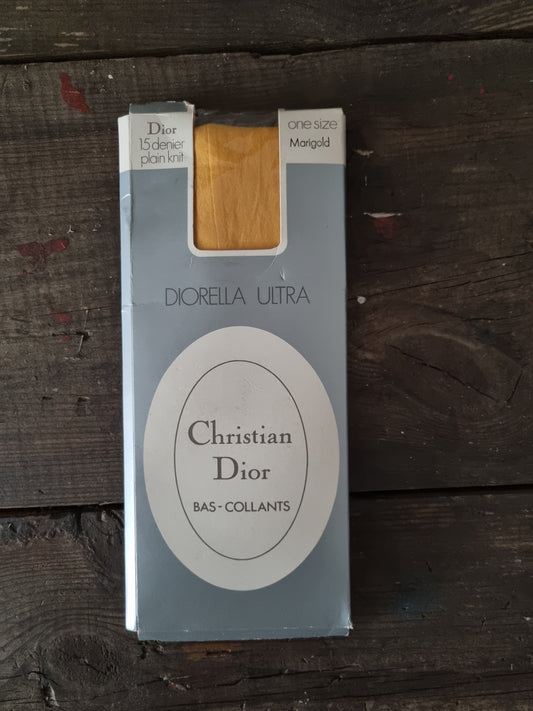 Dior
15 denier
plain knit
one size
Marigold
DIORELLA ULTRA
Christian
Dior
BAS-COLLANTS